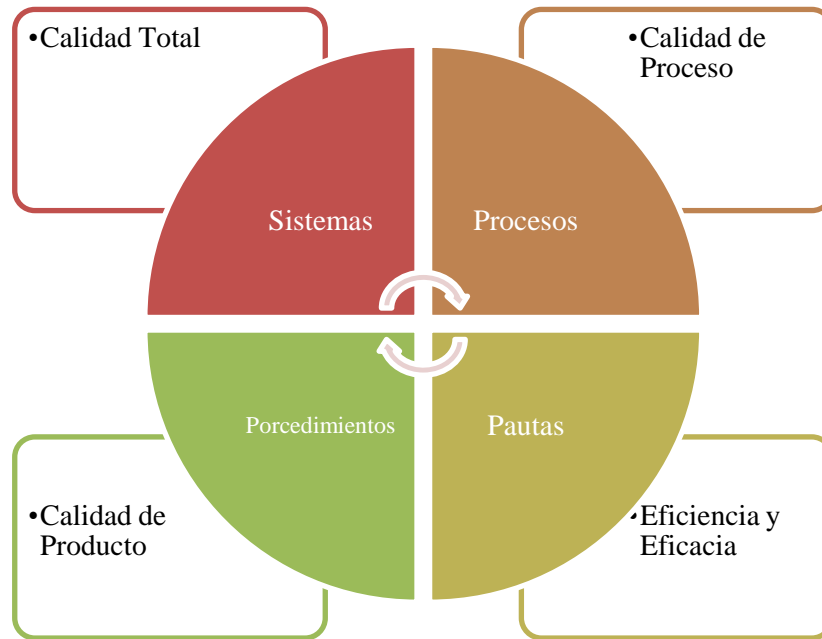 •Calidad Total
•Calidad de
Proceso
Sistemas
Procesos
Porcedimientos
Pautas
•Calidad de
Producto
•Eficiencia y
Eficacia